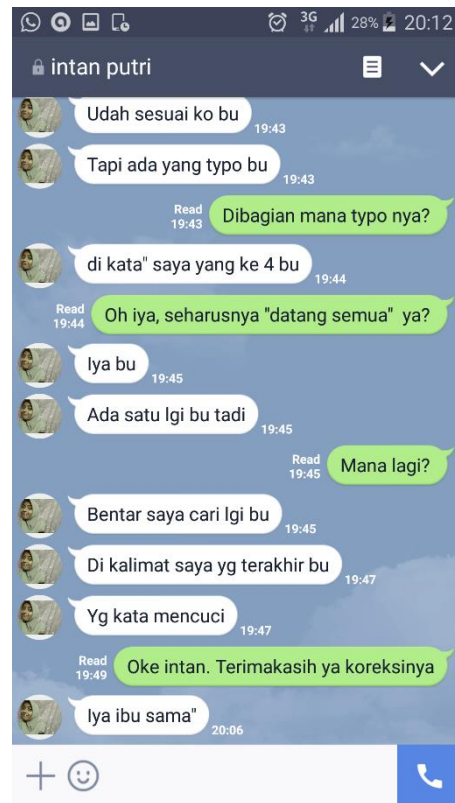 3G 28% 20:12
intan putri
Udah sesuai ko bu
19:43
Tapi ada yang typo bu
19:43
Read
19:43
Dibagian mana typo nya?
di kata" saya yang ke 4 bu
19:44
Read
19:44
Oh iya, seharusnya "datang semua" ya?
Iya bu
19:45
Ada satu lgi bu tadi
19:45
Read
19:45
Mana lagi?
Bentar saya cari lgi bu
19:45
Di kalimat saya yg terakhir bu
19:47
Yg kata mencuci
19:47
Read
19:49
Oke intan. Terimakasih ya koreksinya
Iya ibu sama"
20:06